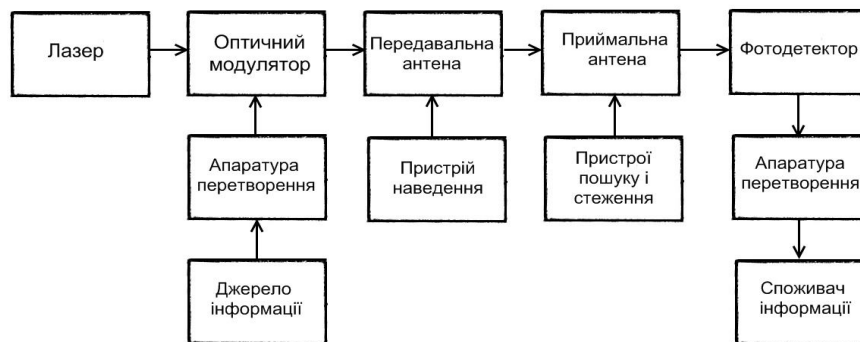 Лазер
Оптичний
модулятор
Передавальна
антена
Приймальна
антена
Фотодетектор
Апаратура
перетворення
Пристрій
наведення
Пристрої
пошуку і
стеження
Апаратура
перетворення
Джерело
інформації
Споживач
інформації